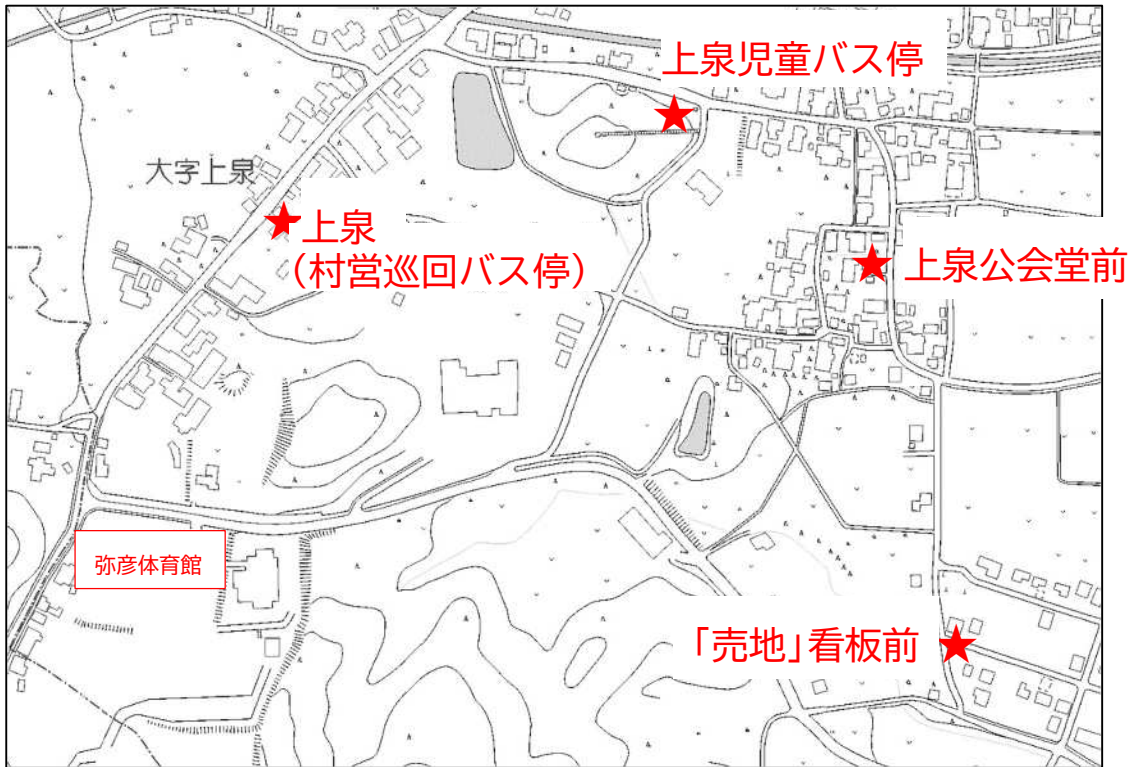 上泉児童バス停
大字上泉
上泉
（村営巡回バス停）
上泉公会堂前
弥彦体育館
「売地」看板前